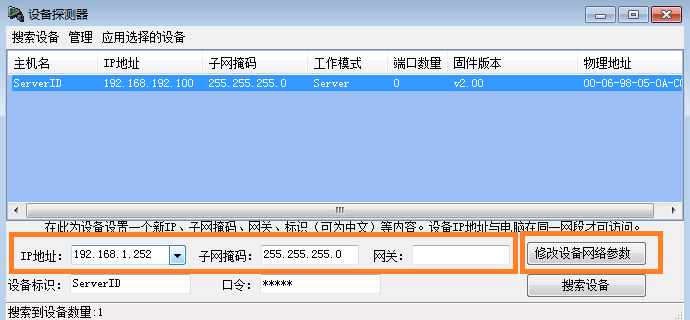 设备探测器
搜索设备 管理 应用选择的设备
主机名 IP地址 子网掩码 工作模式 端口数量 固件版本 物理地址
ServerID 192.168.192.100 255.255.255.0 Server 0 v2.00 00-06-98-05-0A-C
在此为设备设置一个新IP、子网掩码、网关、标识（可为中文）等内容。设备IP地址与电脑在同一网段才可访问。
IP地址： 192.168.1.252 子网掩码： 255.255.255.0 网关： 修改设备网络参数
设备标识： ServerID 口令： ***** 搜索设备
搜索到设备数量:1